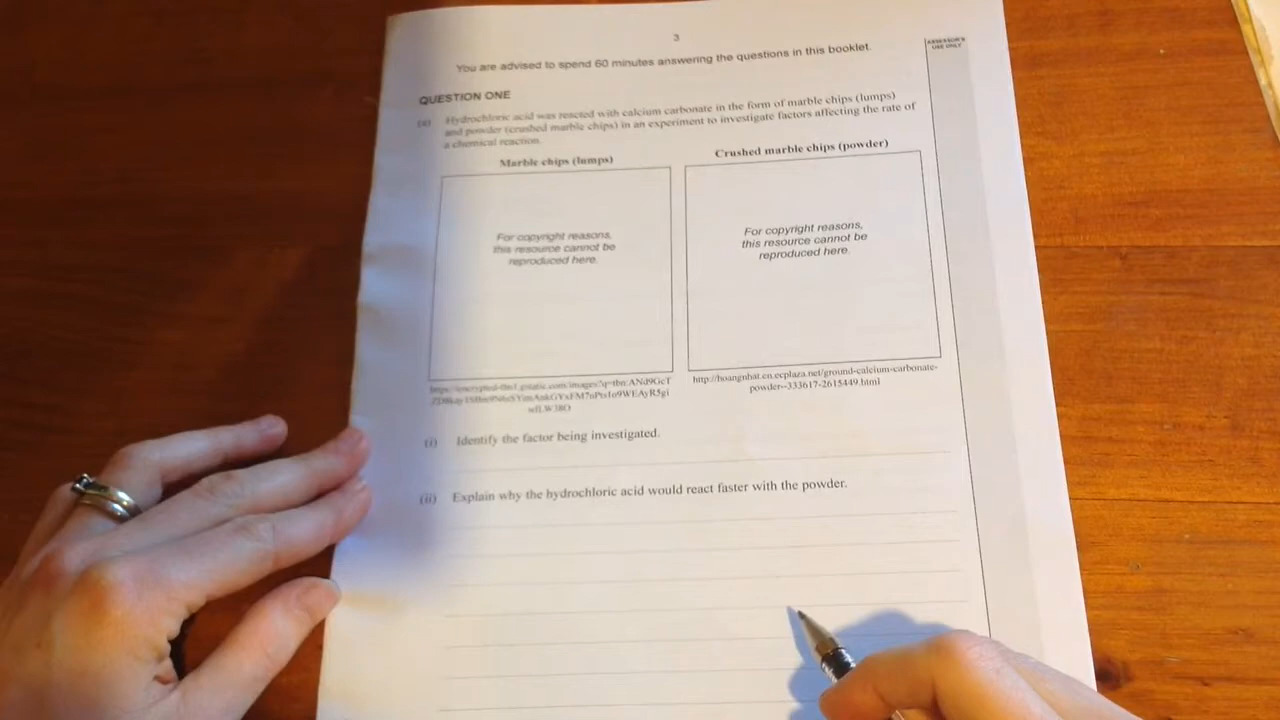 3
ASSESSOR'S
USE ONLY
You are advised to spend 60 minutes answering the questions in this booklet.
QUESTION ONE
(a) Hydrochloric acid was reacted with calcium carbonate in the form of marble chips (lumps)
and powder (crushed marble chips) in an experiment to investigate factors affecting the rate of
a chemical reaction.
Marble chips (lumps)
For copyright reasons,
this resource cannot be
reproduced here.
Crushed marble chips (powder)
For copyright reasons,
this resource cannot be
reproduced here.
http://hoangnhat.en.ecplaza.net/ground-calcium-carbonate-
powder--333617-2615449.html
(i) Identify the factor being investigated.
(ii) Explain why the hydrochloric acid would react faster with the powder.